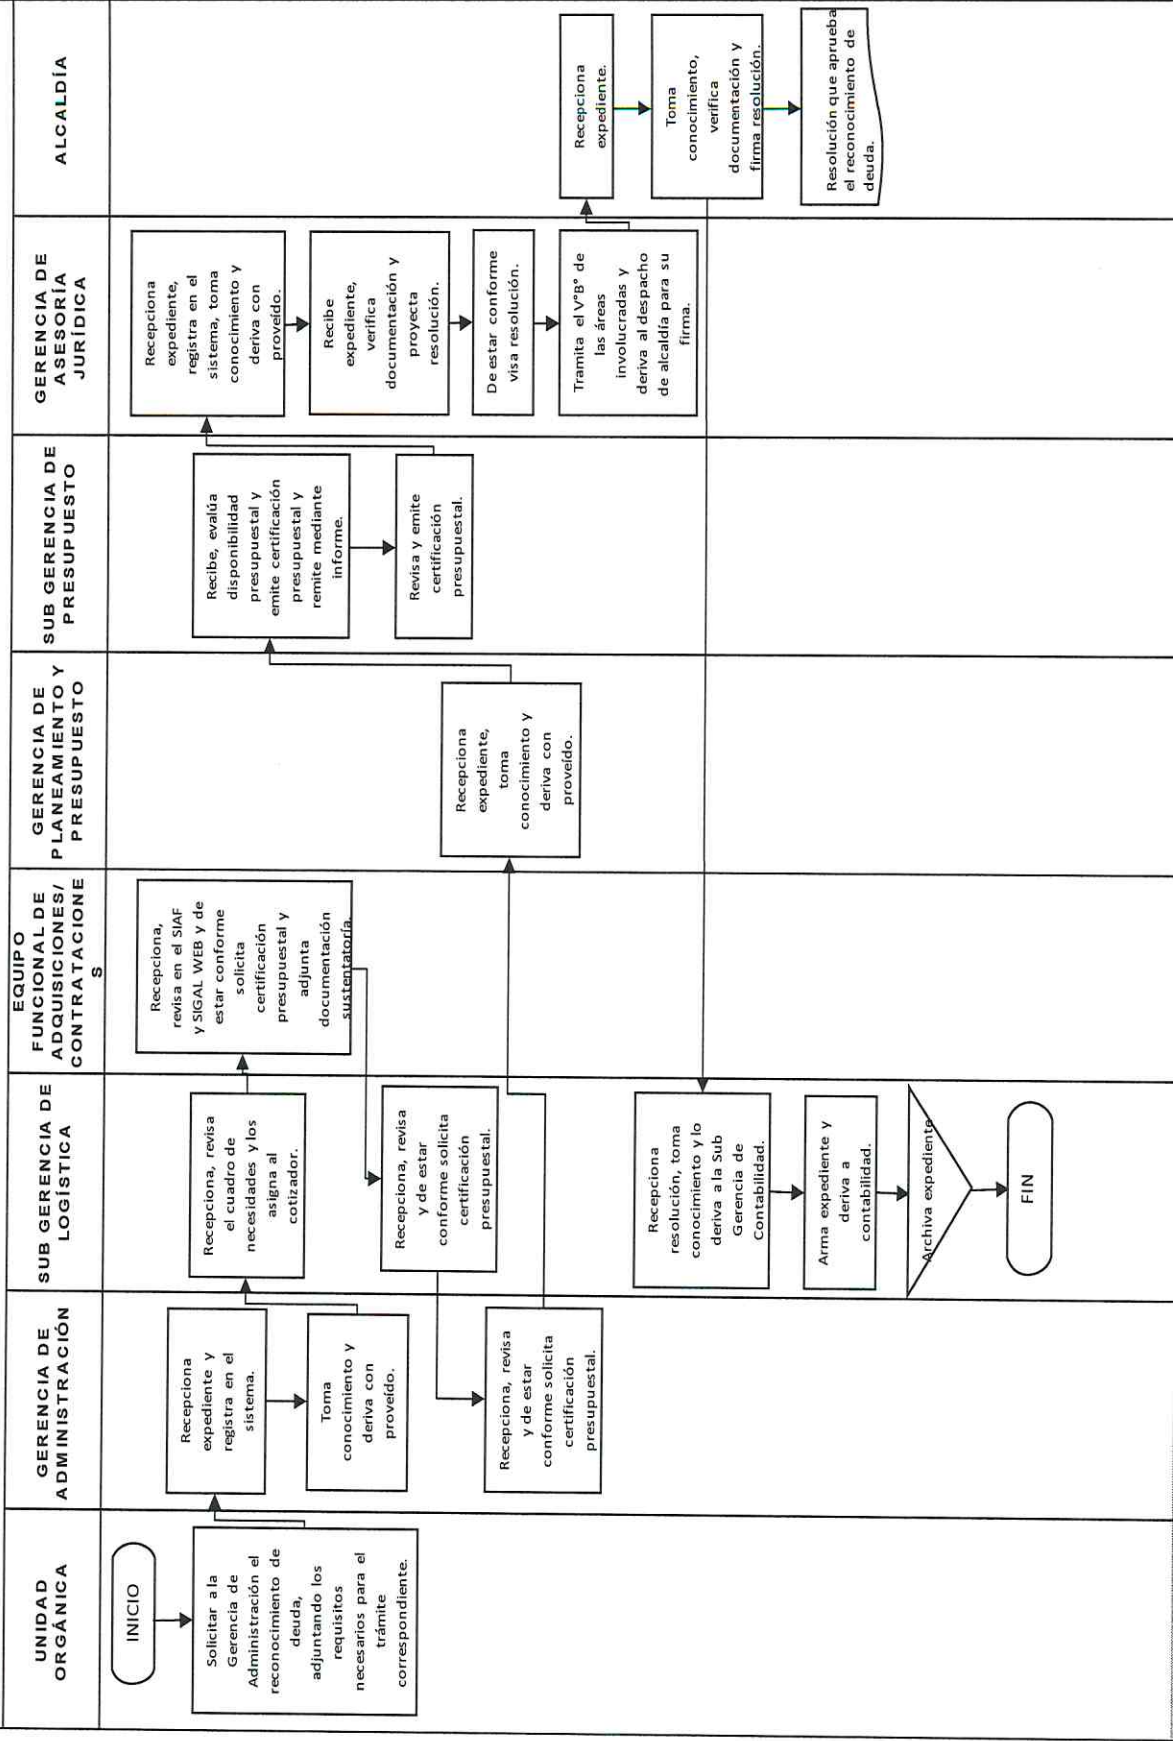 UNIDAD
ORGÁNICA
GERENCIA DE
ADMINISTRACIÓN
SUB GERENCIA DE
LOGÍSTICA
EQUIPO
FUNCIONAL DE
ADQUISICIONES/
CONTRATACIONE
S
GERENCIA DE
PLANEAMIENTO Y
PRESUPUESTO
SUB GERENCIA DE
PRESUPUESTO
GERENCIA DE
ASESORÍA
JURÍDICA
ALCALDÍA
INICIO
Solicitar a la
Gerencia de
Administración el
reconocimiento de
deuda,
adjuntando los
requisitos
necesarios para el
trámite
correspondiente.
Recepciona
expediente y
registra en el
sistema.
Toma
conocimiento y
deriva con
proveído.
Recepciona, revisa
y de estar
conforme solicita
certificación
presupuestal.
Recepciona, revisa
el cuadro de
necesidades y los
asigna al
cotizador.
Recepciona, revisa
y de estar
conforme solicita
certificación
presupuestal.
Recepciona
resolución, toma
conocimiento y lo
deriva a la Sub
Gerencia de
Contabilidad.
Arma expediente y
deriva a
contabilidad.
Archiva expediente
FIN
Recepciona,
revisa en el SIAF
y SIGAL WEB y de
estar conforme
solicita
certificación
presupuestal y
adjunta
documentación
sustentatoría.
Recepciona
expediente,
toma
conocimiento y
deriva con
proveído.
Recibe, evalúa
disponibilidad
presupuestal y
emite certificación
presupuestal y
remite mediante
informe.
Revisa y emite
certificación
presupuestal.
Recepciona
expediente,
registra en el
sistema, toma
conocimiento y
deriva con
proveído.
Recibe
expediente,
verifica
documentación y
proyecta
resolución.
De estar conforme
visa resolución.
Tramita el V°B° de
las áreas
involucradas y
deriva al despacho
de alcaldía para su
firma.
Recepciona
expediente.
Toma
conocimiento,
verifica
documentación y
firma resolución.
Resolución que aprueba
el reconocimiento de
deuda.